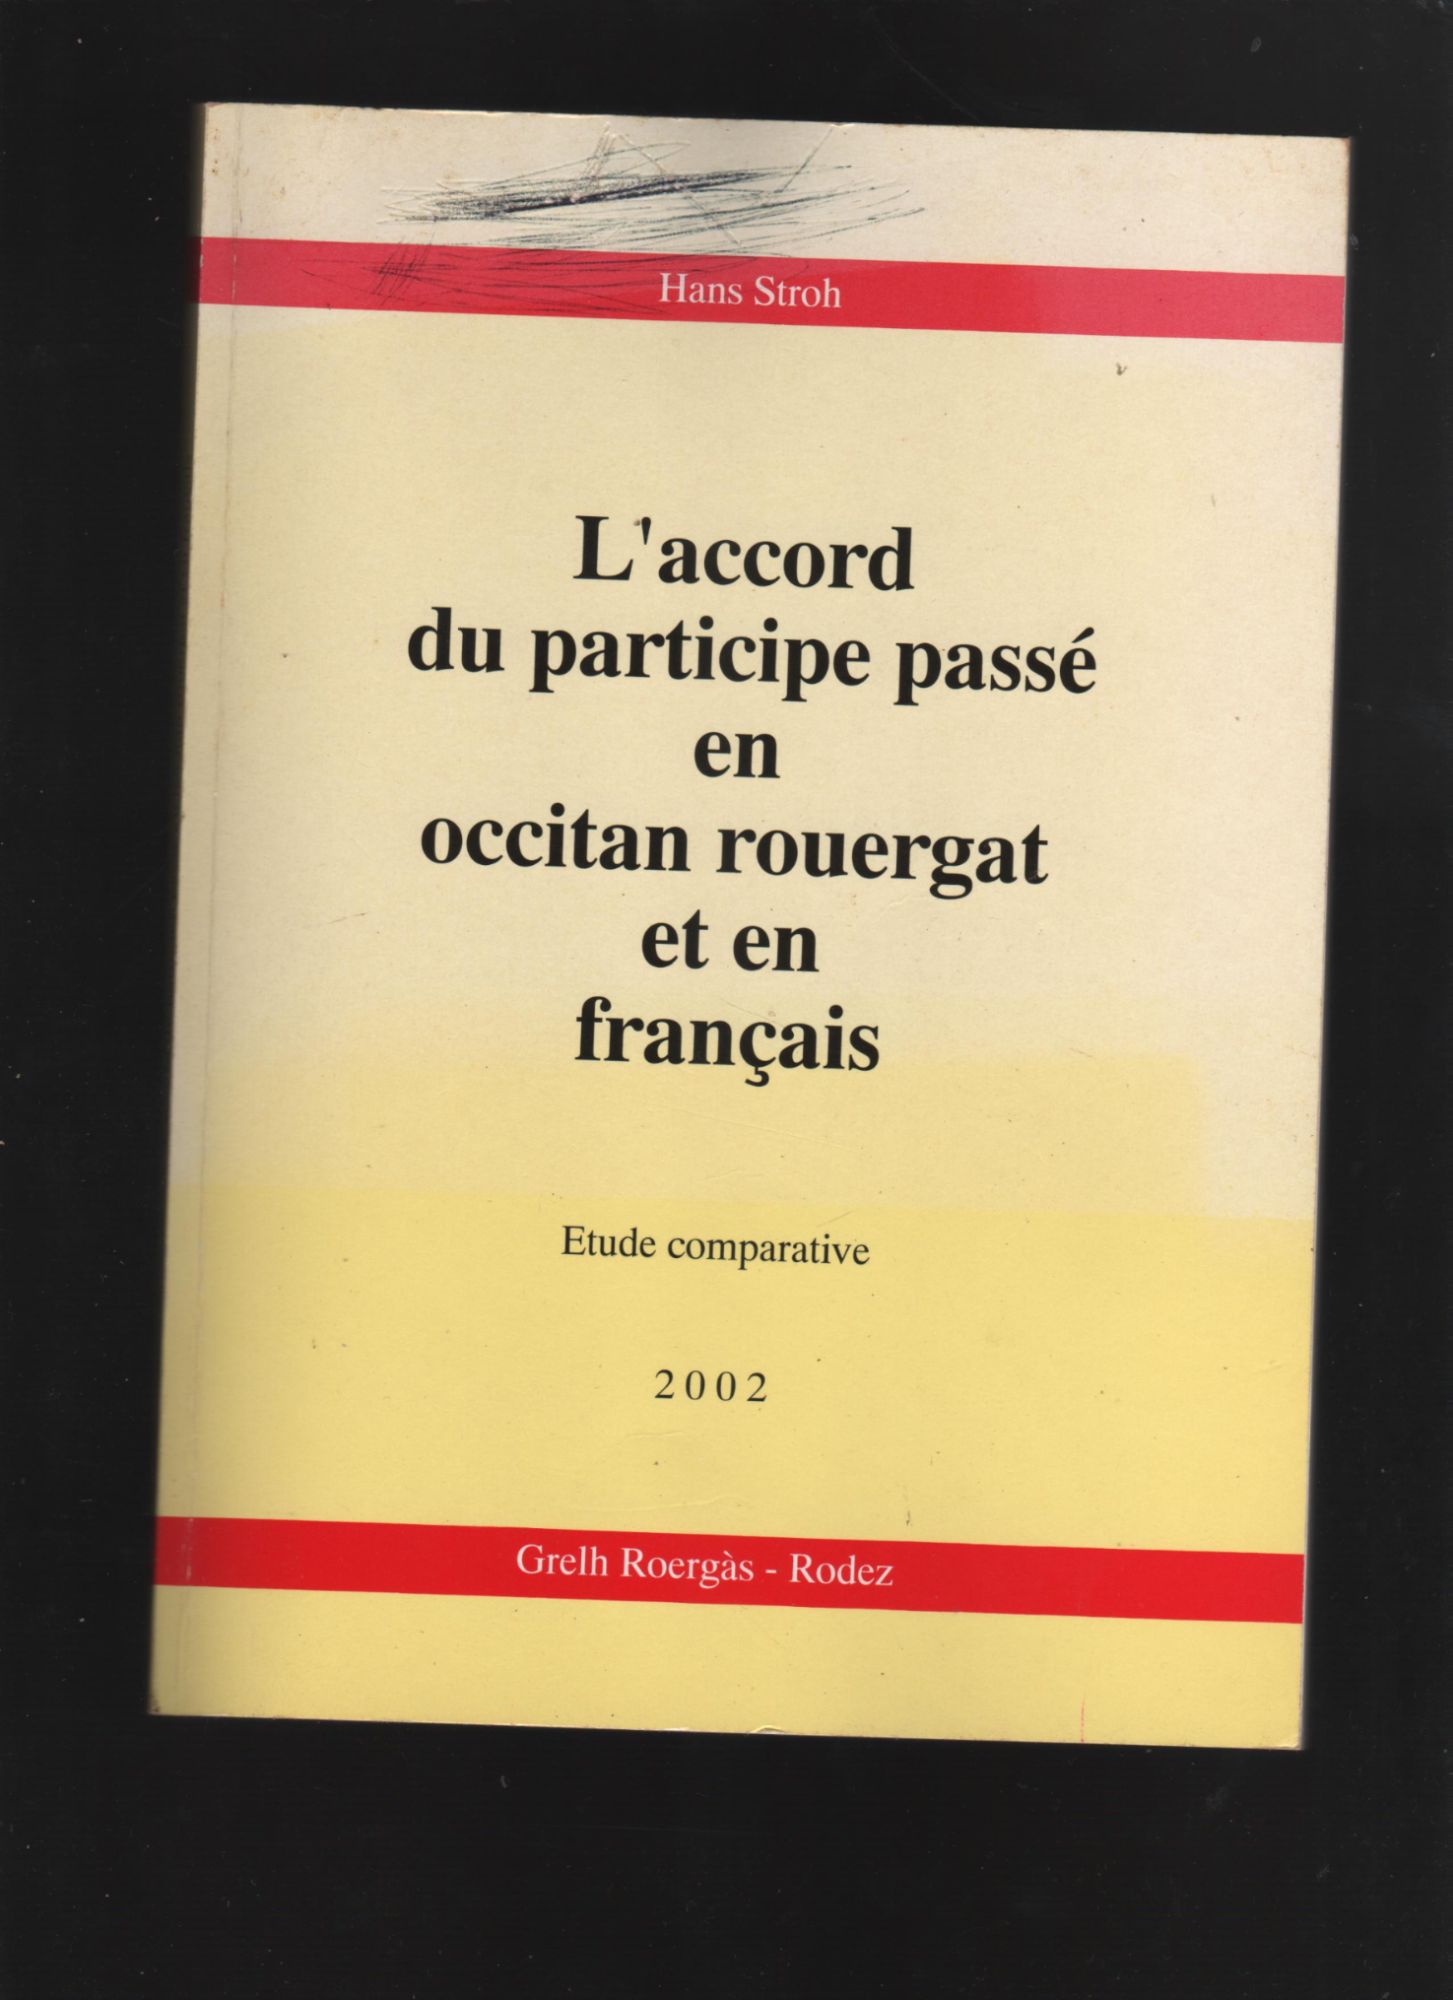 Hans Stroh
L'accord
du participe passé
en
occitan rouergat
et en
français
Etude comparative
2002
Grelh Roergàs - Rodez